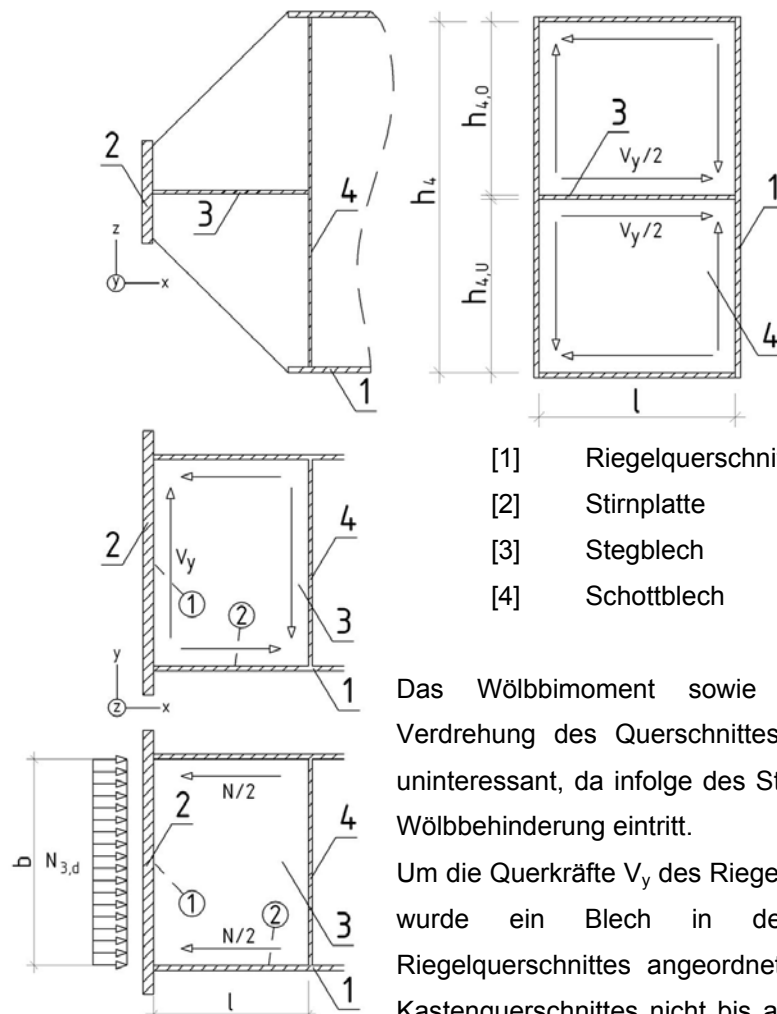 2
3
4
1
z
y
x
h4
h4,O
h4,U
3
Vy/2
Vy/2
1
4
l
[1] Riegelquerschni
[2] Stirnplatte
[3] Stegblech
[4] Schottblech
2
Vy
1
2
4
3
1
y
z
x
b
N3,d
2
N/2
1
2
N/2
4
3
1
l
Das Wölbbimoment sowie
Verdrehung des Querschnittes
uninteressant, da infolge des St
Wölbbehinderung eintritt.
Um die Querkräfte Vy des Riege
wurde ein Blech in de
Riegelquerschnittes angeordnet
Kastenquerschnittes nicht bis a